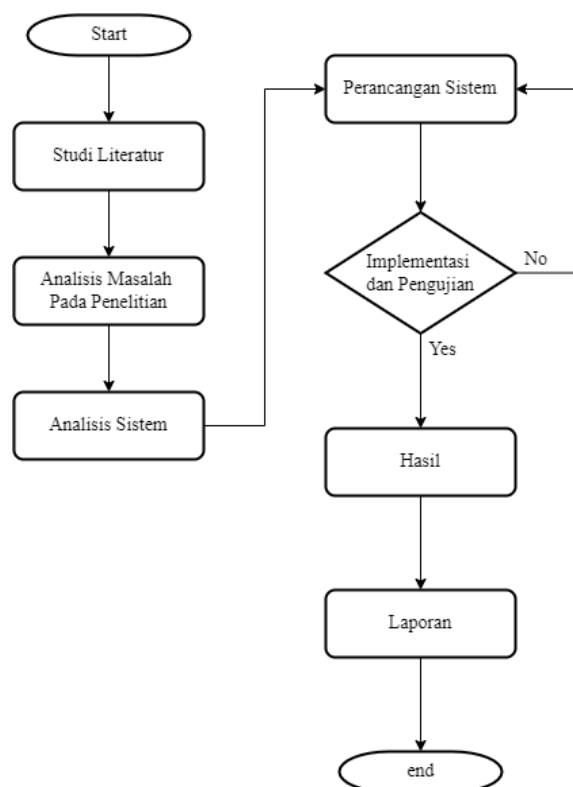 Start
Studi Literatur
Analisis Masalah
Pada Penelitian
Analisis Sistem
Perancangan Sistem
Implementasi
dan Pengujian
No
Yes
Hasil
Laporan
end